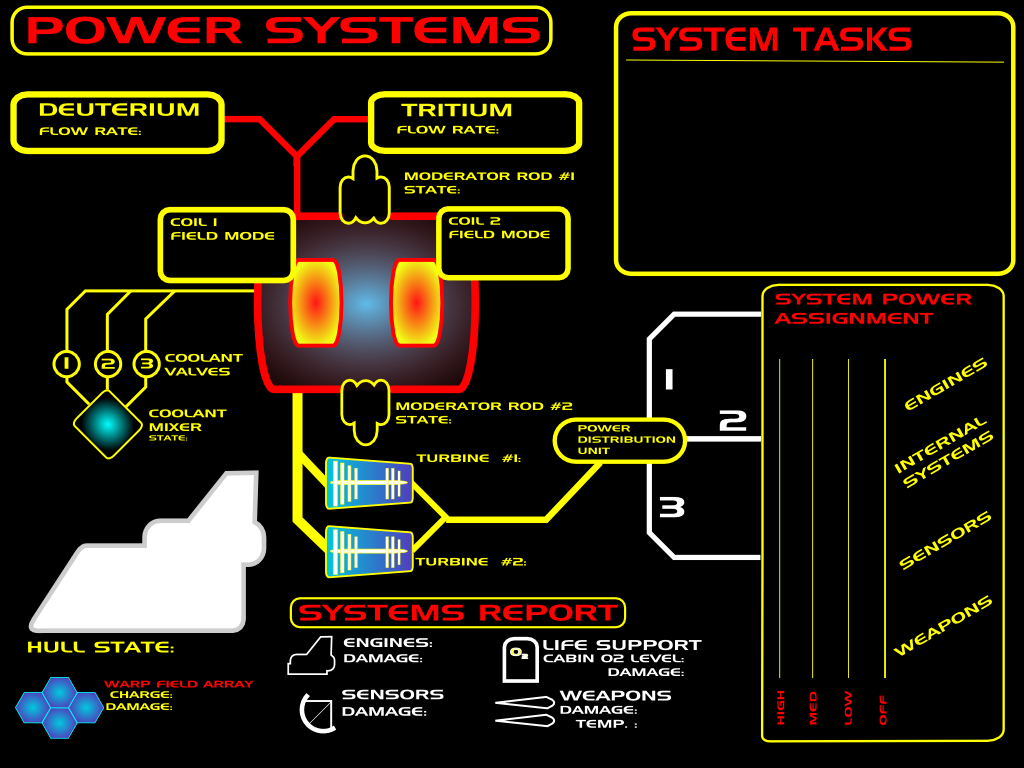 POWER SYSTEMS
SYSTEM TASKS
DEUTERIUM
FLOW RATE:
TRITIUM
FLOW RATE:
MODERATOR ROD #1
STATE:
COIL 1
FIELD MODE
COIL 2
FIELD MODE
1
2
3
COOLANT
VALVES
COOLANT
MIXER
STATE:
MODERATOR ROD #2
STATE:
TURBINE #1:
TURBINE #2:
POWER
DISTRIBUTION
UNIT
1
2
3
SYSTEM POWER
ASSIGNMENT
ENGINES
INTERNAL
SYSTEMS
SENSORS
WEAPONS
HIGH
MED
LOW
OFF
HULL STATE:
WARP FIELD ARRAY
CHARGE:
DAMAGE:
SYSTEMS REPORT
ENGINES:
DAMAGE:
O2
LIFE SUPPORT
CABIN O2 LEVEL:
DAMAGE:
SENSORS
DAMAGE:
WEAPONS
DAMAGE:
TEMP. :